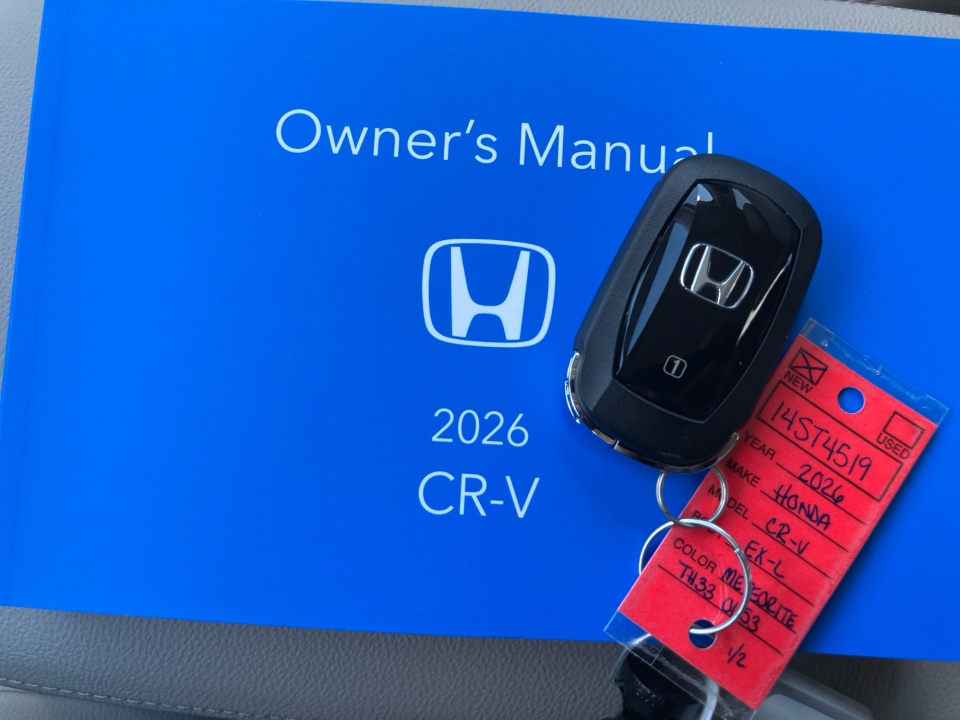 Owner's Manual
2026
CR-V
1
NEW
USED
14ST4519
YEAR 2026
MAKE HONDA
MODEL CR-V
EX-L
COLOR METEORITE
1/2